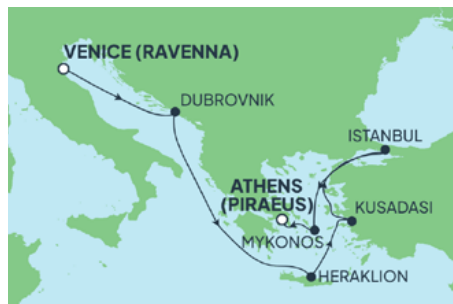 VENICE (RAVENNA)
DUBROVNIK
ISTANBUL
ATHENS
(PIRAEUS)
KUSADASI
MYKONOS
HERAKLION